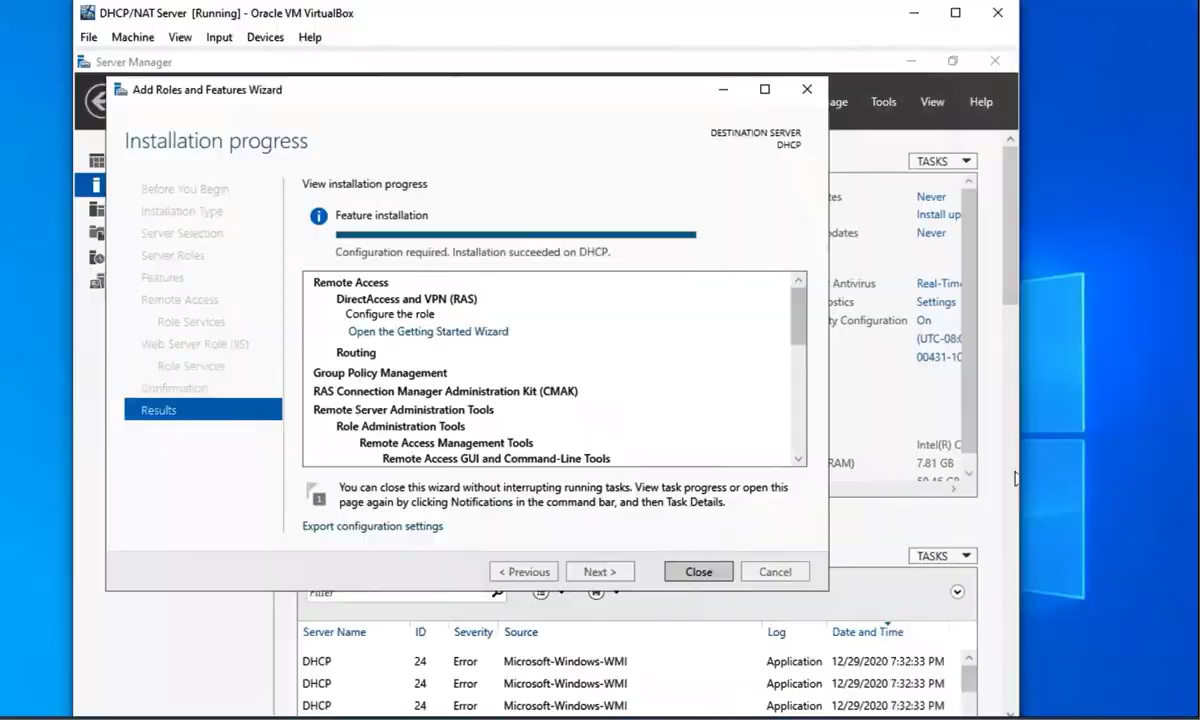 DHCP/NAT Server [Running] - Oracle VM VirtualBox
File Machine View Input Devices Help
Server Manager
Add Roles and Features Wizard
age Tools View Help
Installation progress
DESTINATION SERVER
DHCP
TASKS
Before You Begin
Installation Type
Server Selection
Server Roles
Features
Remote Access
Role Services
Web Server Role (IIS)
Role Services
Confirmation
Results
View installation progress
Feature installation
Configuration required. Installation succeeded on DHCP.
Remote Access
DirectAccess and VPN (RAS)
Configure the role
Open the Getting Started Wizard
Routing
Group Policy Management
RAS Connection Manager Administration Kit (CMAK)
Remote Server Administration Tools
Role Administration Tools
Remote Access Management Tools
Remote Access GUI and Command-Line Tools
1
You can close this wizard without interrupting running tasks. View task progress or open this
page again by clicking Notifications in the command bar, and then Task Details.
Export configuration settings
< Previous Next > Close Cancel
tes Never
Install up
dates Never
Antivirus Real-Time
ostics Settings
ty Configuration On
(UTC-08:0
00431-10
Intel(R) C
RAM) 7.81 GB
TASKS
Filter
Server Name ID Severity Source Log Date and Time
DHCP 24 Error Microsoft-Windows-WMI Application 12/29/2020 7:32:33 PM
DHCP 24 Error Microsoft-Windows-WMI Application 12/29/2020 7:32:33 PM
DHCP 24 Error Microsoft-Windows-WMI Application 12/29/2020 7:32:33 PM